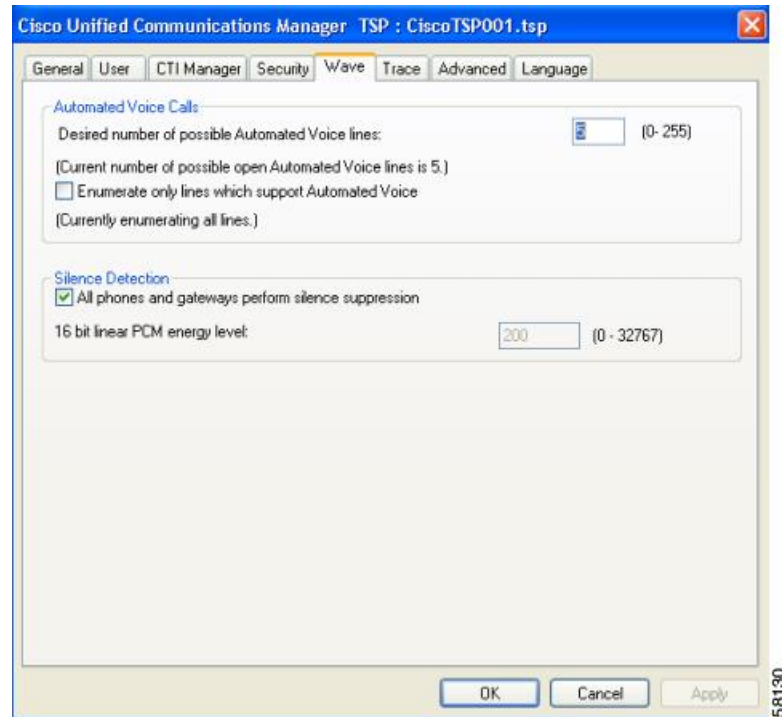 Cisco Unified Communications Manager TSP : CiscoTSP001.tsp
General User CTI Manager Security Wave Trace Advanced Language
Automated Voice Calls
Desired number of possible Automated Voice lines: 5 (0- 255)
(Current number of possible open Automated Voice lines is 5.)
Enumerate only lines which support Automated Voice
(Currently enumerating all lines.)
Silence Detection
All phones and gateways perform silence suppression
16 bit linear PCM energy level: 200 (0 - 32767)
OK Cancel Apply